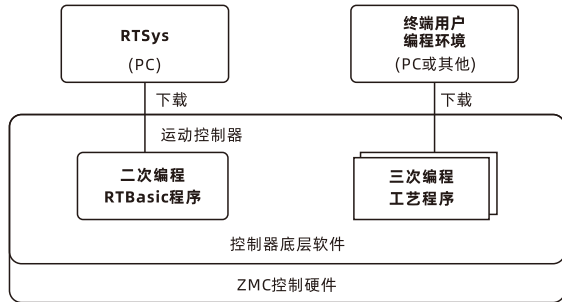 RTSys
(PC)
终端用户
编程环境
(PC或其他)
下载
下载
运动控制器
二次编程
RTBasic程序
三次编程
工艺程序
控制器底层软件
ZMC控制硬件